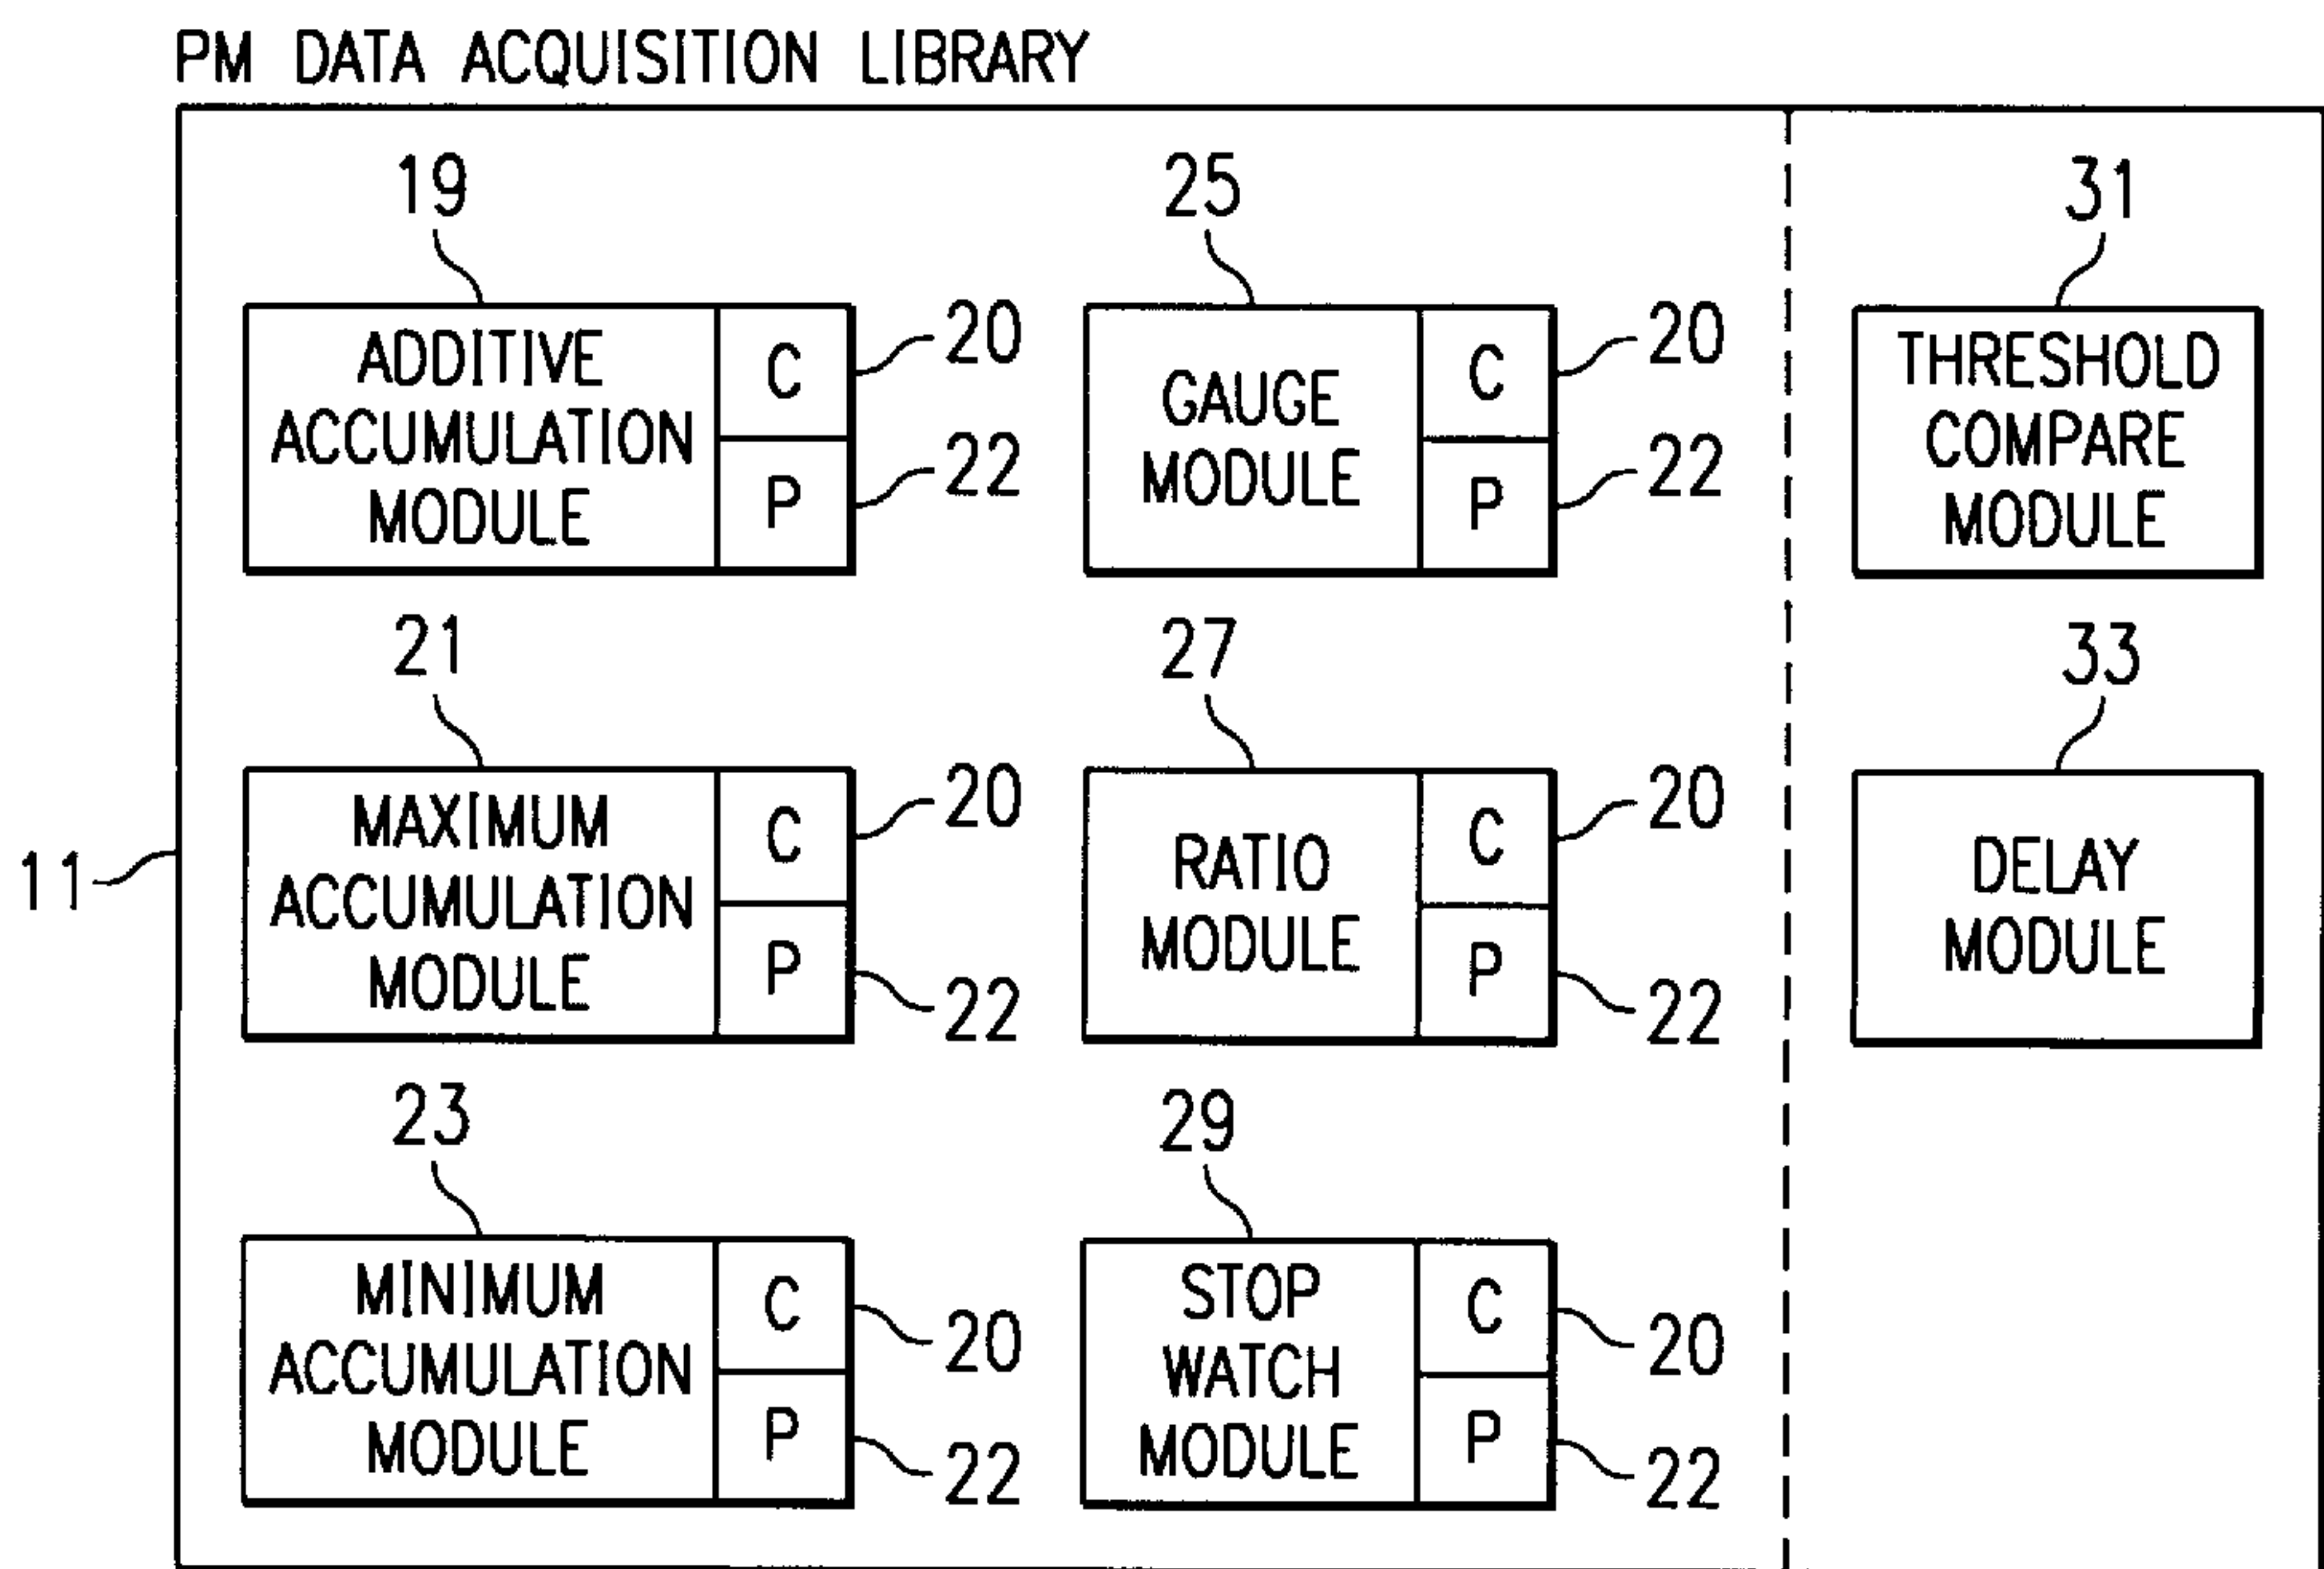 PM DATA ACQUISITION LIBRARY
19
25
31
ADDITIVE
ACCUMULATION
MODULE
C
20
P
22
GAUGE
MODULE
C
20
P
22
THRESHOLD
COMPARE
MODULE
21
27
33
11
MAXIMUM
ACCUMULATION
MODULE
C
20
P
22
RATIO
MODULE
C
20
P
22
DELAY
MODULE
23
29
MINIMUM
ACCUMULATION
MODULE
C
20
P
22
STOP
WATCH
MODULE
C
20
P
22